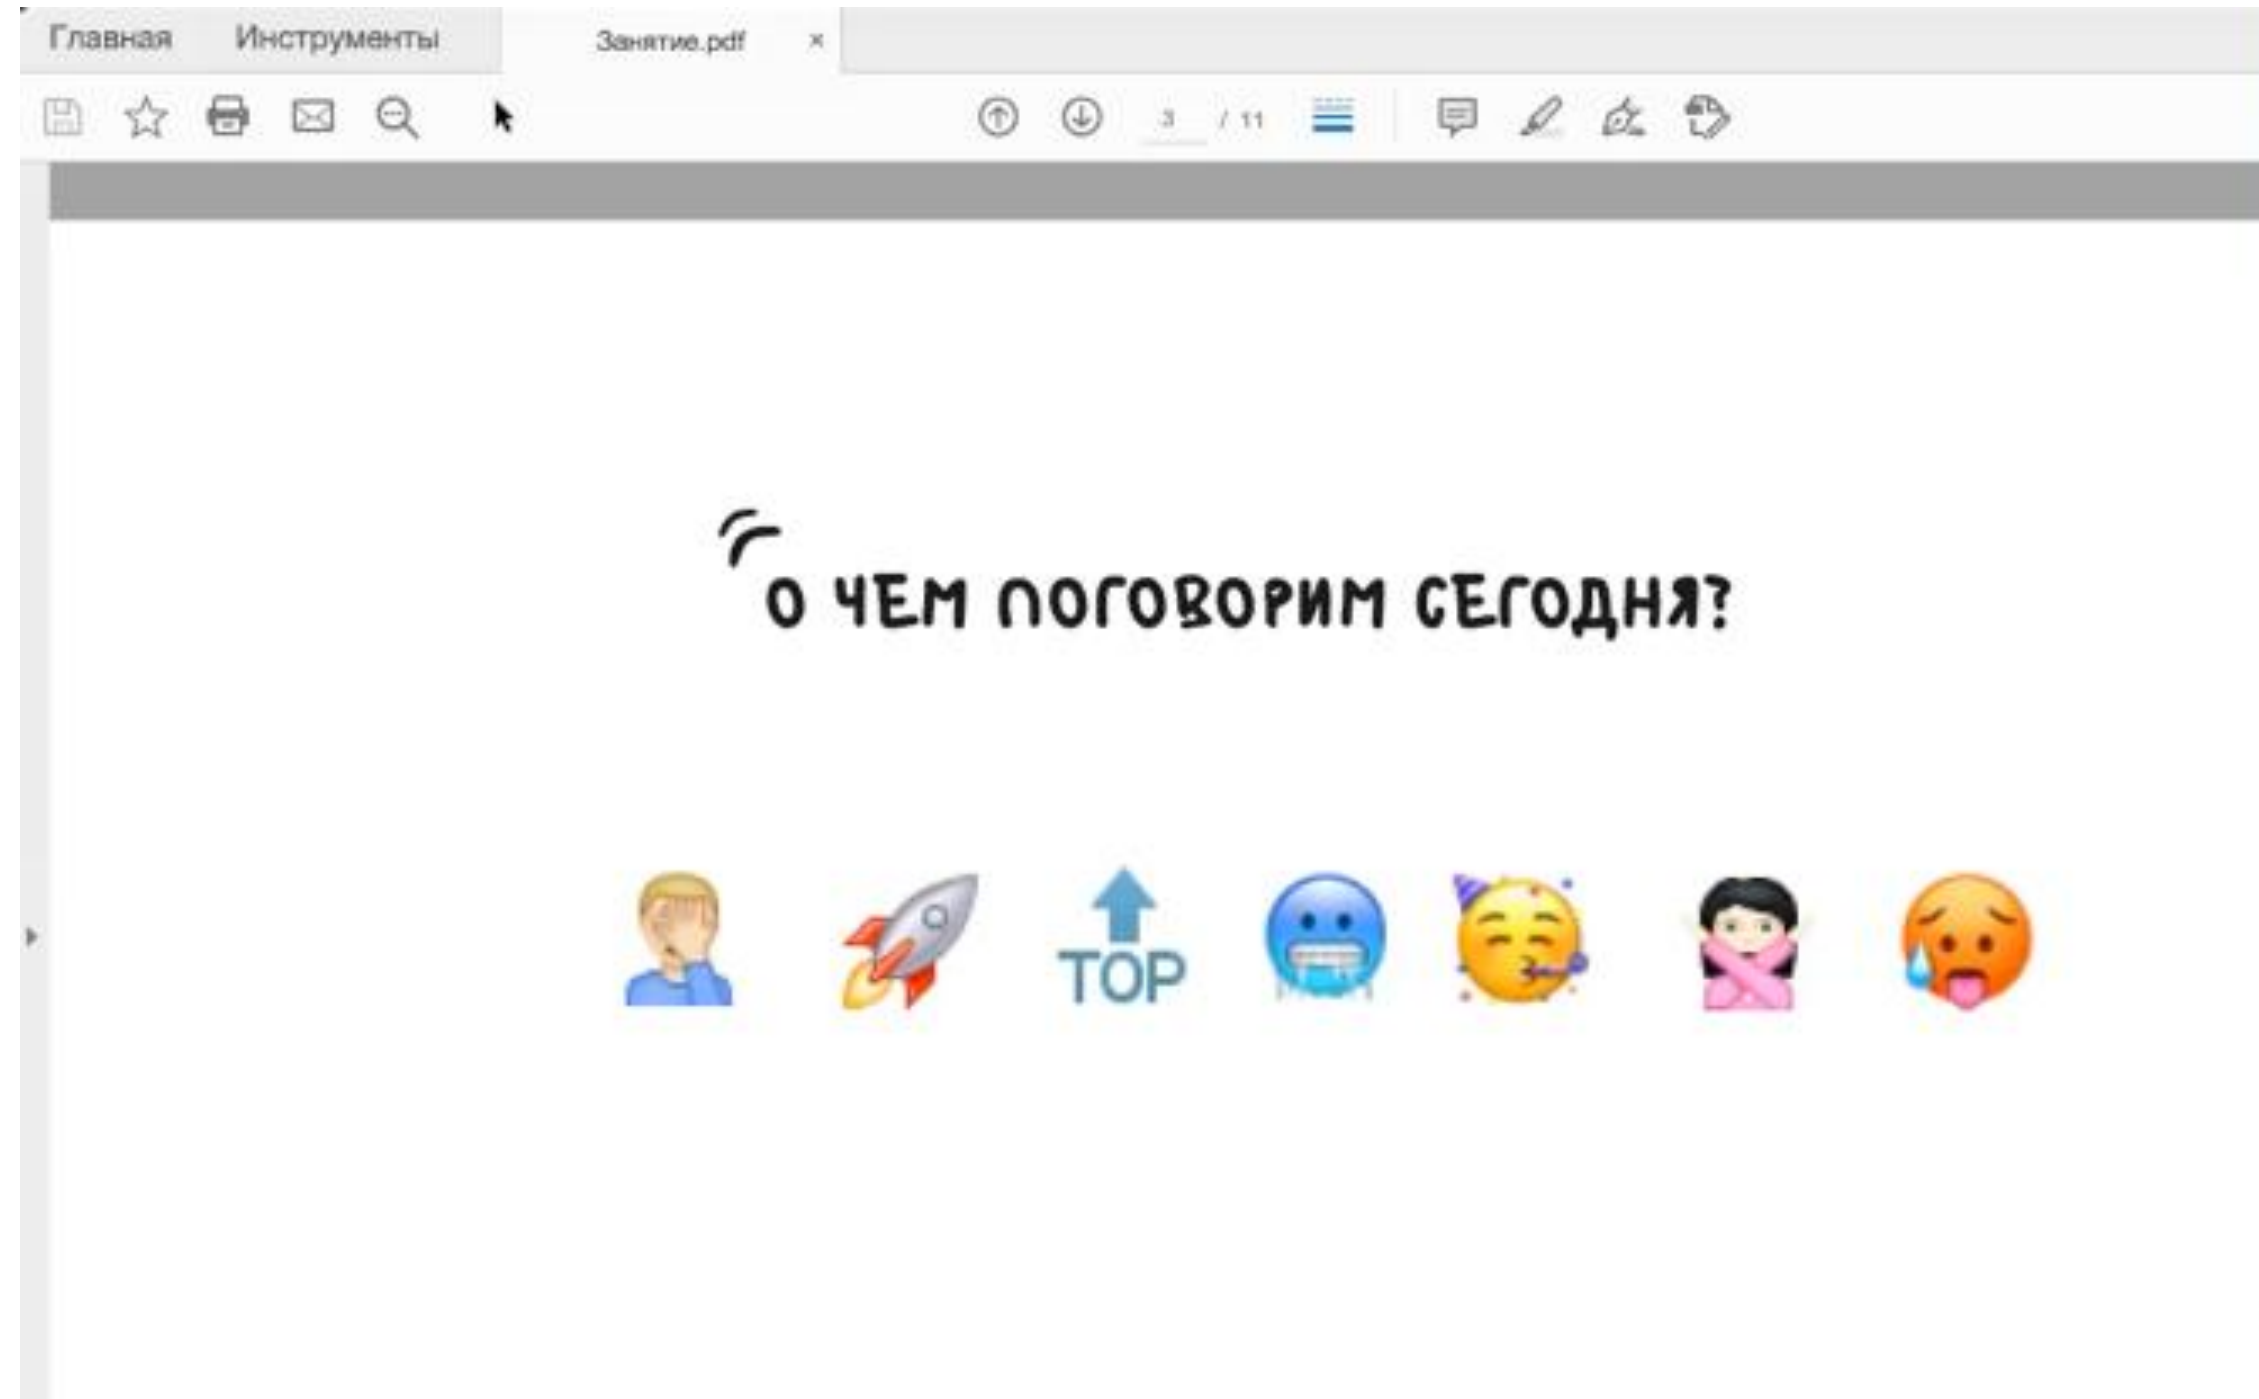 Главная Инструменты Занятие.pdf ×
3 / 11
О ЧЕМ ПОГОВОРИМ СЕГОДНЯ?
TOP